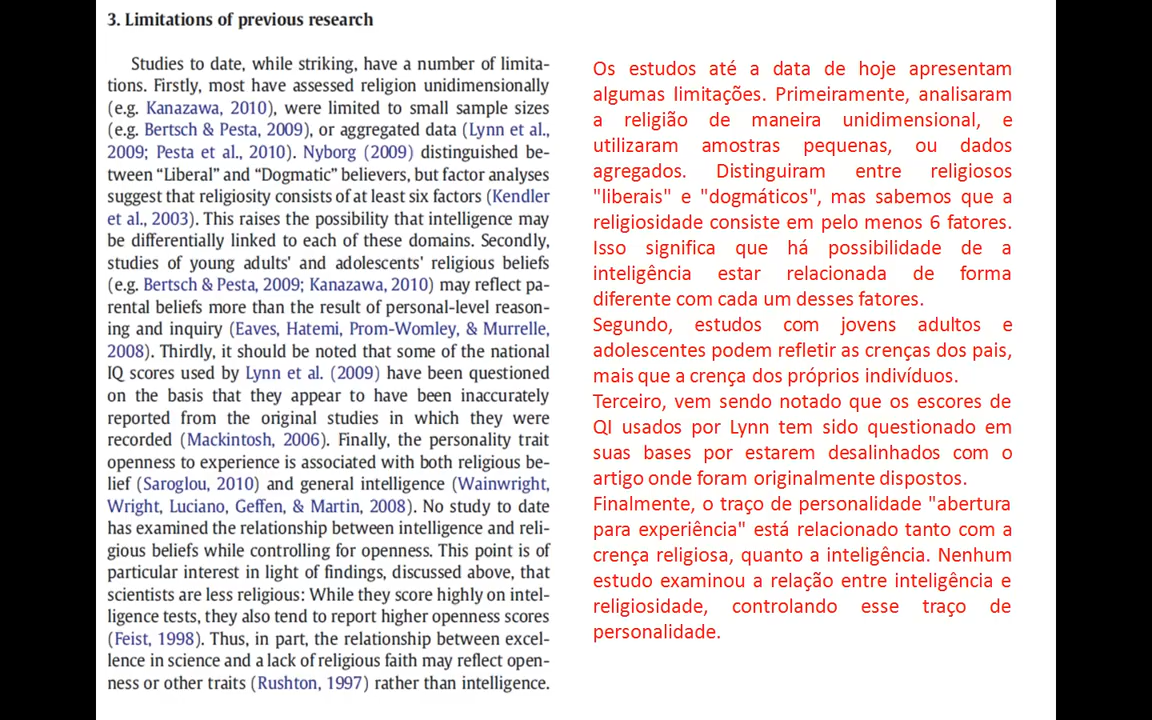 3. Limitations of previous research
Studies to date, while striking, have a number of limita-
tions. Firstly, most have assessed religion unidimensionally
(e.g. Kanazawa, 2010), were limited to small sample sizes
(e.g. Bertsch & Pesta, 2009), or aggregated data (Lynn et al.,
2009; Pesta et al., 2010). Nyborg (2009) distinguished be-
tween “Liberal” and “Dogmatic” believers, but factor analyses
suggest that religiosity consists of at least six factors (Kendler
et al., 2003). This raises the possibility that intelligence may
be differentially linked to each of these domains. Secondly,
studies of young adults' and adolescents' religious beliefs
(e.g. Bertsch & Pesta, 2009; Kanazawa, 2010) may reflect pa-
rental beliefs more than the result of personal-level reason-
ing and inquiry (Eaves, Hatemi, Prom-Womley, & Murrelle,
2008). Thirdly, it should be noted that some of the national
IQ scores used by Lynn et al. (2009) have been questioned
on the basis that they appear to have been inaccurately
reported from the original studies in which they were
recorded (Mackintosh, 2006). Finally, the personality trait
openness to experience is associated with both religious be-
lief (Saroglou, 2010) and general intelligence (Wainwright,
Wright, Luciano, Geffen, & Martin, 2008). No study to date
has examined the relationship between intelligence and reli-
gious beliefs while controlling for openness. This point is of
particular interest in light of findings, discussed above, that
scientists are less religious: While they score highly on intel-
ligence tests, they also tend to report higher openness scores
(Feist, 1998). Thus, in part, the relationship between excel-
lence in science and a lack of religious faith may reflect open-
ness or other traits (Rushton, 1997) rather than intelligence.
Os estudos até a data de hoje apresentam
algumas limitações. Primeiramente, analisaram
a religião de maneira unidimensional, e
utilizaram amostras pequenas, ou dados
agregados. Distinguiram entre religiosos
"liberais" e "dogmáticos", mas sabemos que a
religiosidade consiste em pelo menos 6 fatores.
Isso significa que há possibilidade de a
inteligência estar relacionada de forma
diferente com cada um desses fatores.
Segundo, estudos com jovens adultos e
adolescentes podem refletir as crenças dos pais,
mais que a crença dos próprios indivíduos.
Terceiro, vem sendo notado que os escores de
QI usados por Lynn tem sido questionado em
suas bases por estarem desalinhados com o
artigo onde foram originalmente dispostos.
Finalmente, o traço de personalidade "abertura
para experiência" está relacionado tanto com a
crença religiosa, quanto a inteligência. Nenhum
estudo examinou a relação entre inteligência e
religiosidade, controlando esse traço de
personalidade.